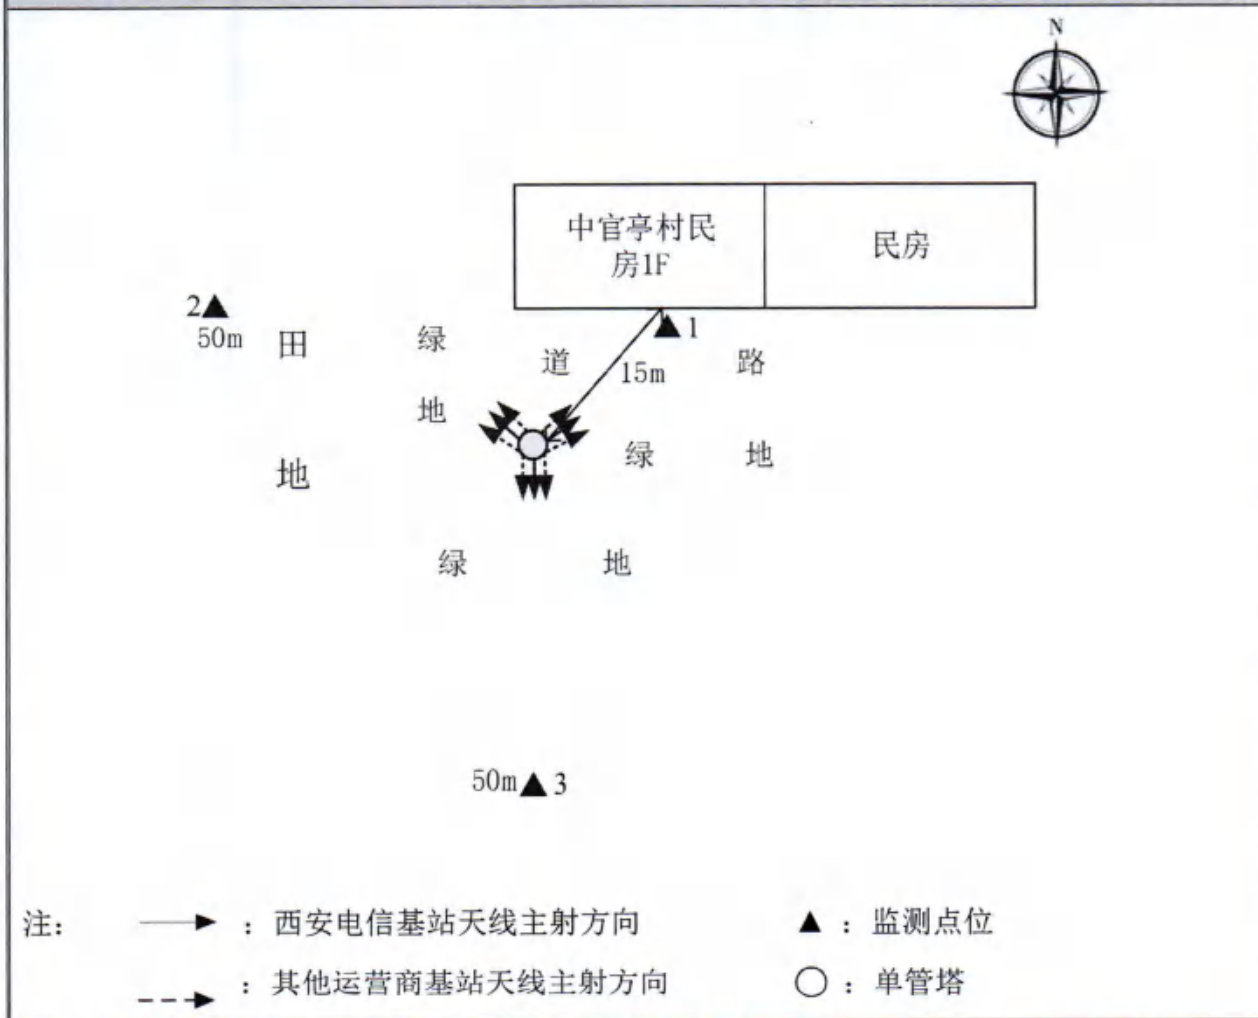 N
中官亭村民
房1F
民房
2▲
50m
田
绿
▲1
道
15m
路
地
绿
地
地
绿
地
50m▲3
注：
：西安电信基站天线主射方向
▲：监测点位
：其他运营商基站天线主射方向
○：单管塔